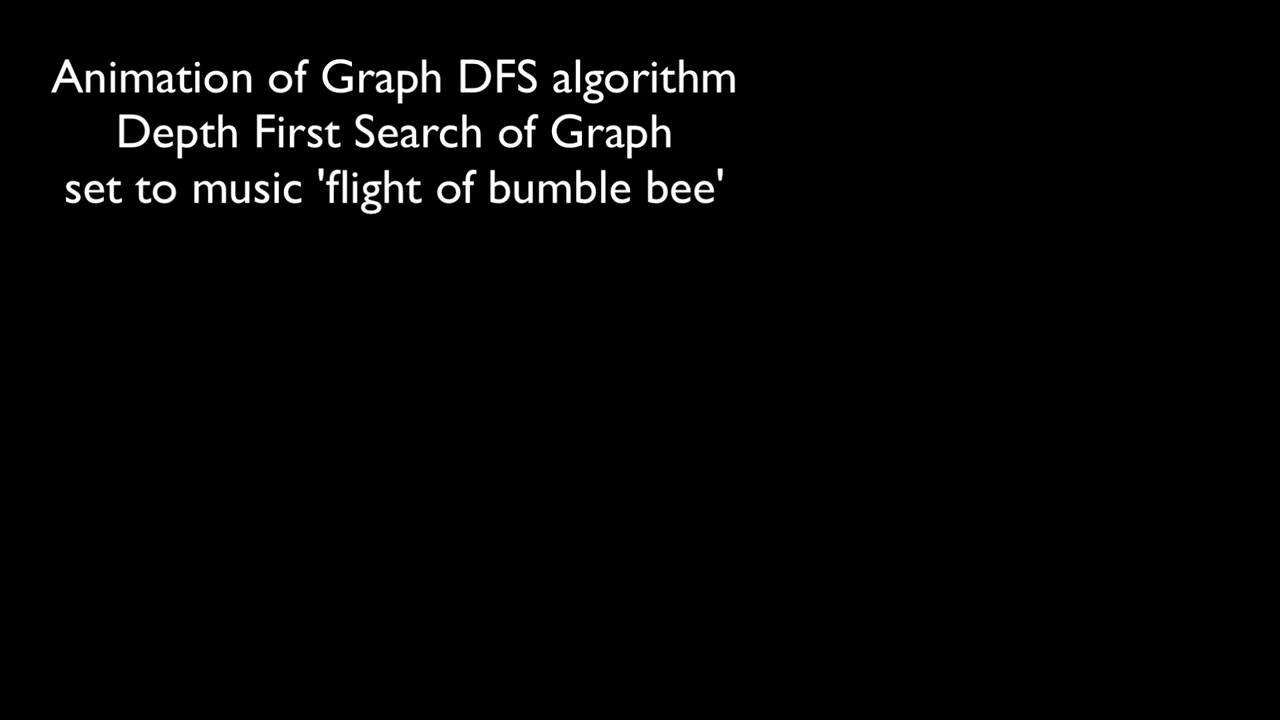 Animation of Graph DFS algorithm
Depth First Search of Graph
set to music 'flight of bumble bee'